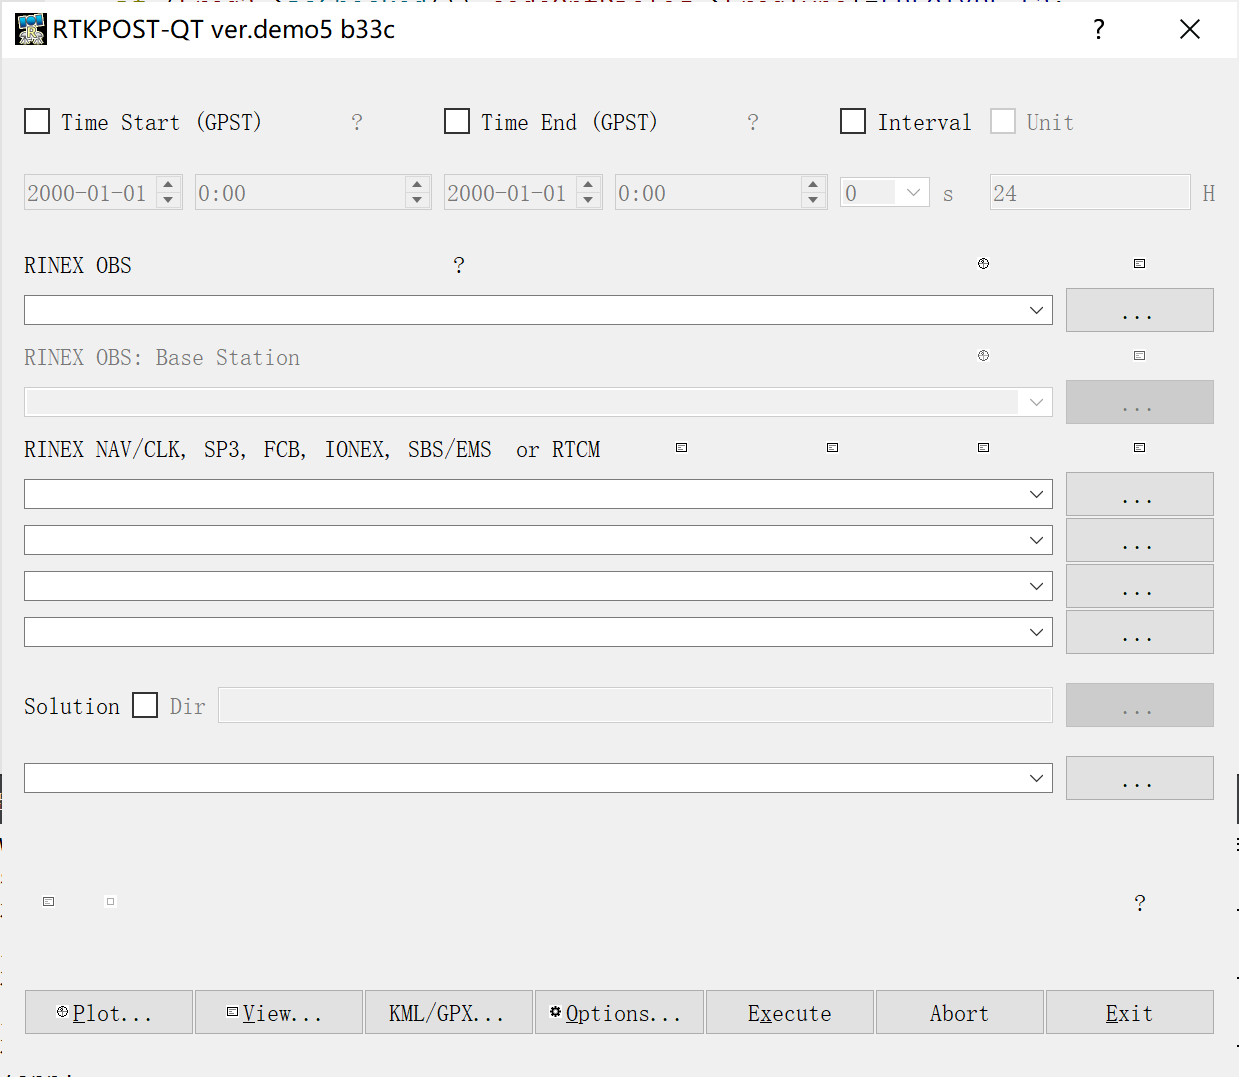 RTKPOST-QT ver.demo5 b33c ?
Time Start (GPST) ? Time End (GPST) ? Interval Unit
2000-01-01 0:00 2000-01-01 0:00 0 s 24 H
RINEX OBS ?
...
RINEX OBS: Base Station
...
RINEX NAV/CLK, SP3, FCB, IONEX, SBS/EMS or RTCM
...
...
...
...
Solution Dir ...
...
?
Plot... View... KML/GPX... Options... Execute Abort Exit